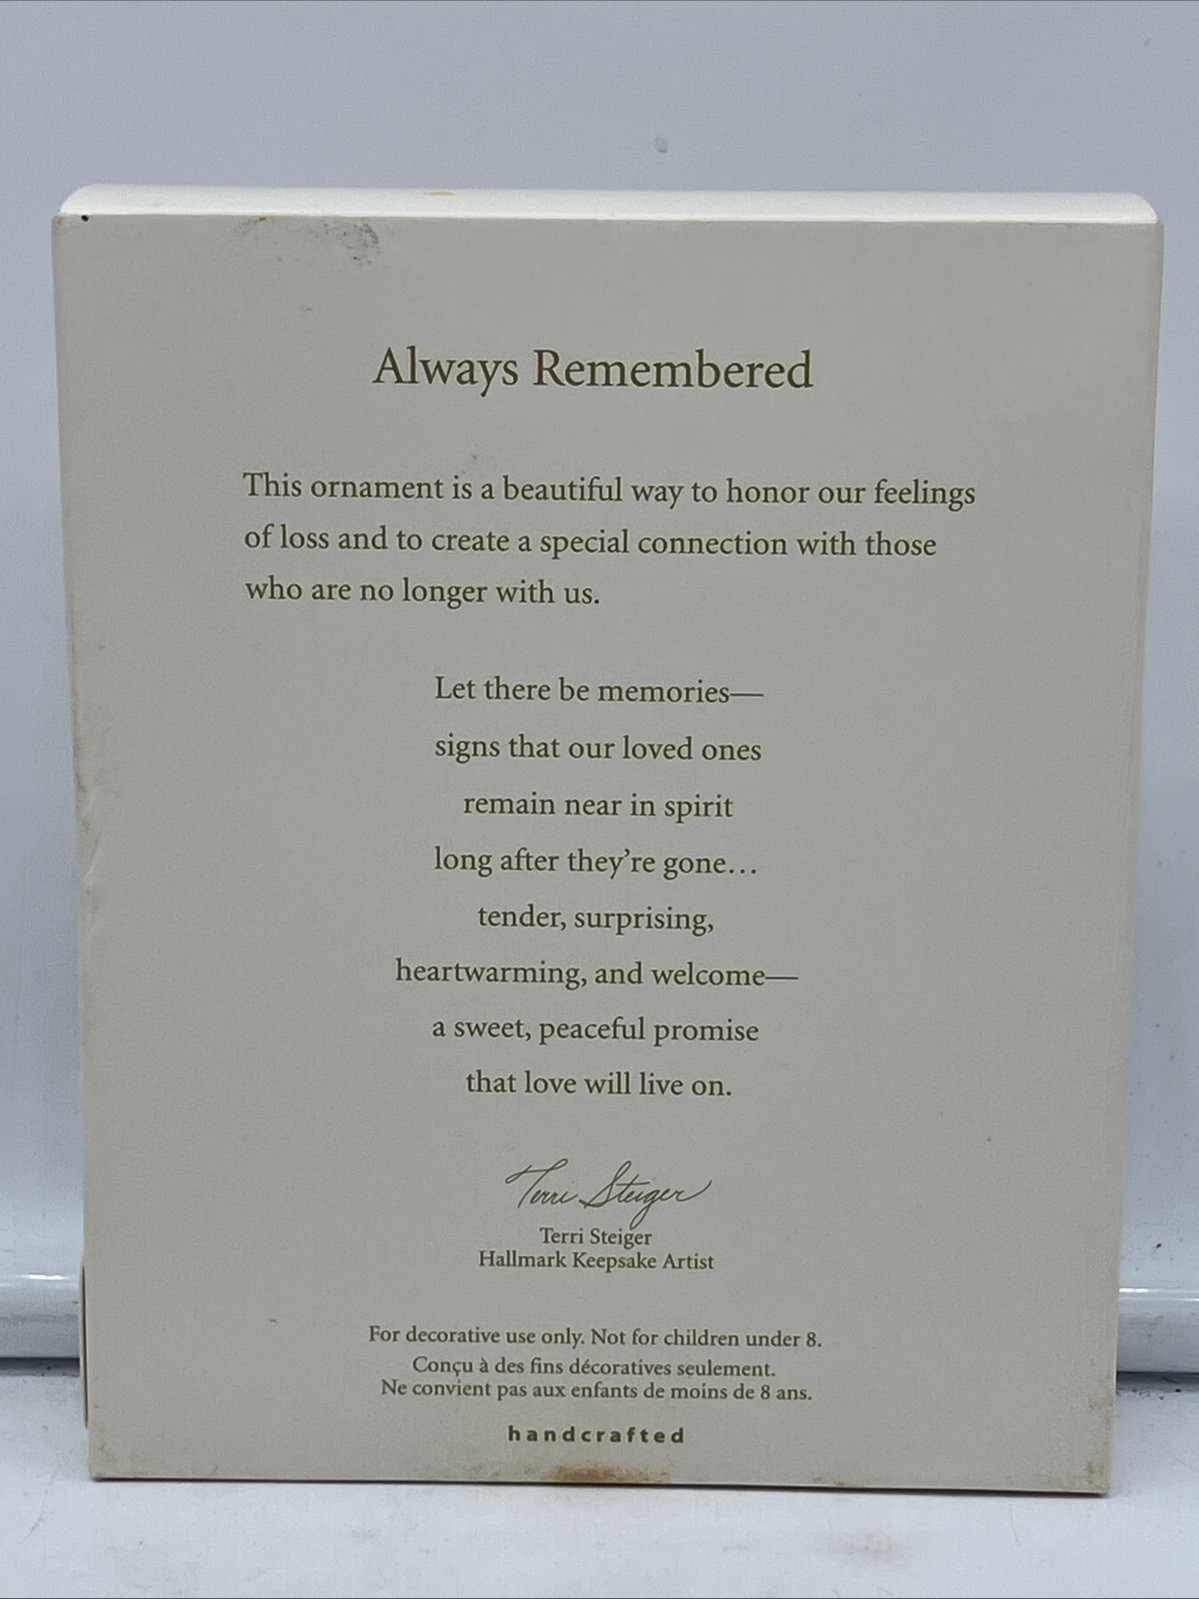 Always Remembered
This ornament is a beautiful way to honor our feelings
of loss and to create a special connection with those
who are no longer with us.
Let there be memories—
signs that our loved ones
remain near in spirit
long after they’re gone…
tender, surprising,
heartwarming, and welcome—
a sweet, peaceful promise
that love will live on.
Terri Steiger
Terri Steiger
Hallmark Keepsake Artist
For decorative use only. Not for children under 8.
Conçu à des fins décoratives seulement.
Ne convient pas aux enfants de moins de 8 ans.
handcrafted